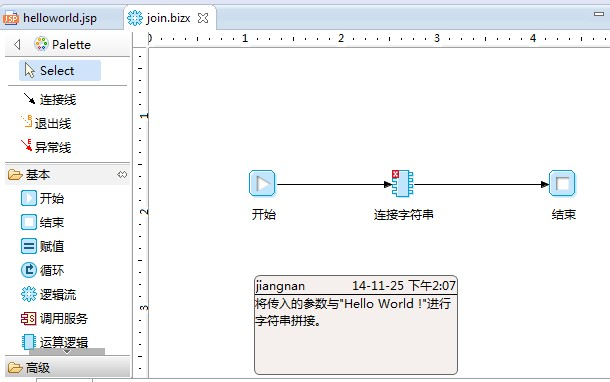 helloworld.jsp
join.bizx
Palette
Select
连接线
退出线
异常线
基本
开始
结束
赋值
循环
逻辑流
调用服务
运算逻辑
高级
0 1 2 3 4
1
2
3
开始
连接字符串
结束
jiangnan 14-11-25 下午2:07
将传入的参数与"Hello World !"进行
字符串拼接。